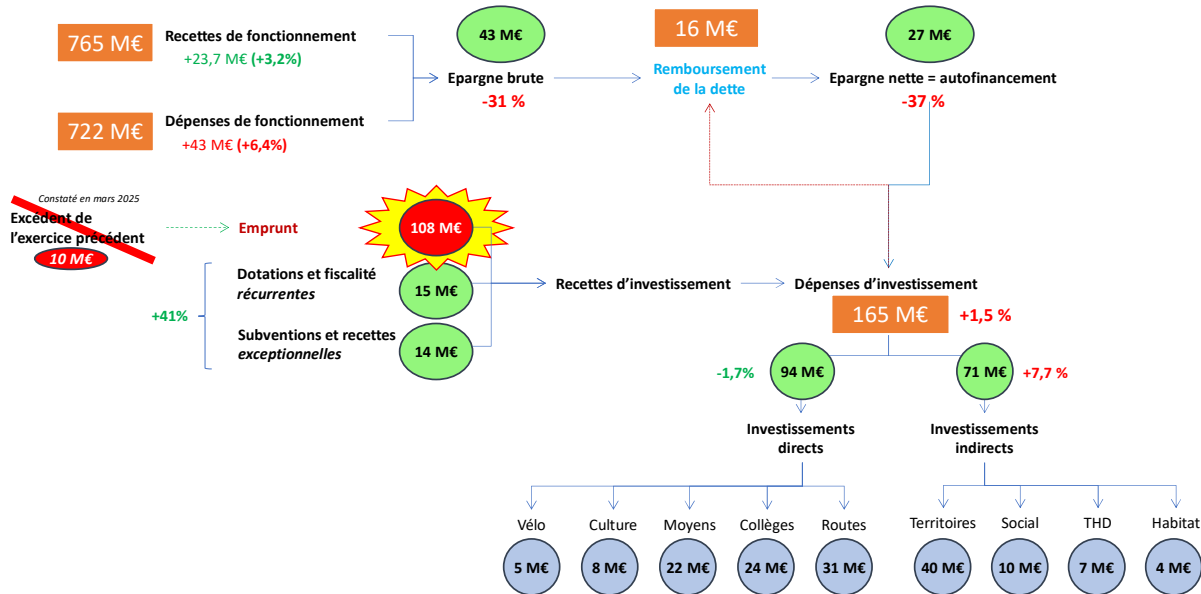 765 M€
Recettes de fonctionnement
+23,7 M€ (+3,2%)
722 M€
Dépenses de fonctionnement
+43 M€ (+6,4%)
43 M€
Epargne brute
-31 %
16 M€
Remboursement
de la dette
27 M€
Epargne nette = autofinancement
-37 %
Constaté en mars 2025
Excédent de
l’exercice précédent
10 M€
Emprunt
108 M€
+41%
Dotations et fiscalité
récurrentes
15 M€
Subventions et recettes
exceptionnelles
14 M€
Recettes d’investissement
Dépenses d’investissement
165 M€
+1,5 %
-1,7%
94 M€
71 M€
+7,7 %
Investissements
directs
Investissements
indirects
Vélo
Culture
Moyens
Collèges
Routes
Territoires
Social
THD
Habitat
5 M€
8 M€
22 M€
24 M€
31 M€
40 M€
10 M€
7 M€
4 M€